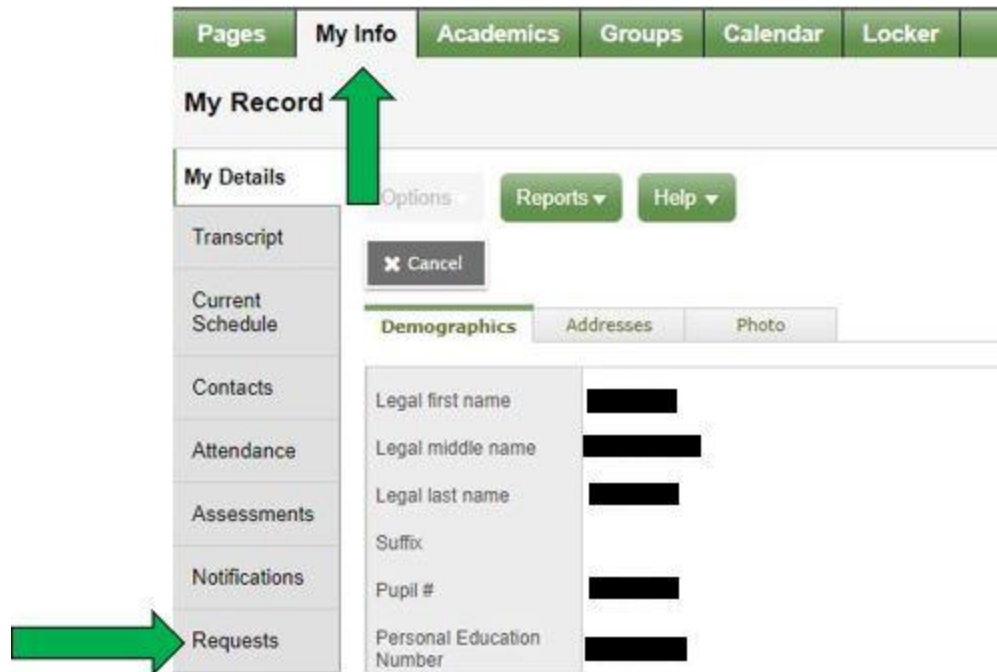 Pages My Info Academics Groups Calendar Locker
My Record
My Details
Options Reports Help
Transcript
Cancel
Current
Schedule
Demographics Addresses Photo
Contacts
Legal first name
Attendance
Legal middle name
Legal last name
Assessments
Suffix
Notifications
Pupil #
Requests
Personal Education
Number